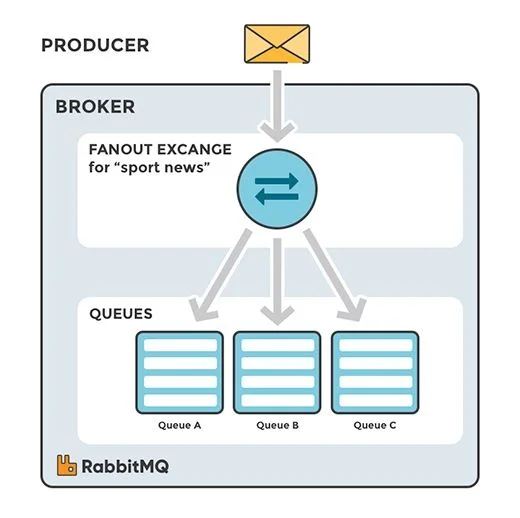 PRODUCER
BROKER
FANOUT EXCANGE
for “sport news”
QUEUES
Queue A
Queue B
Queue C
RabbitMQ